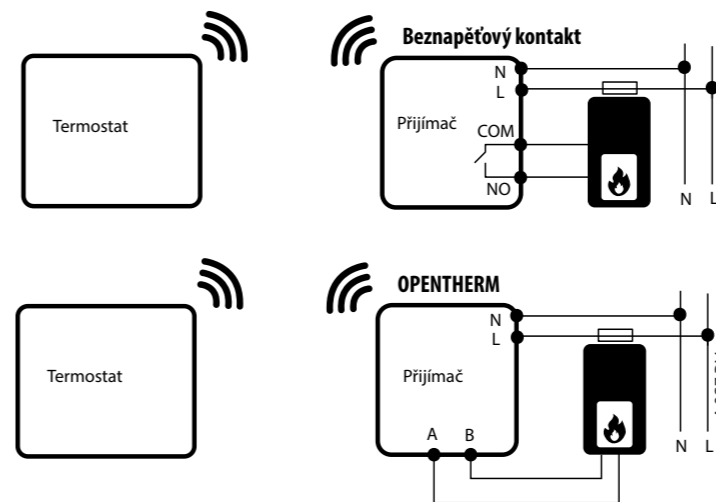 Beznapěťový kontakt
Termostat
Přijímač
N
L
COM
NO
N L
OPENTHERM
Termostat
Přijímač
N
L
A B
N L